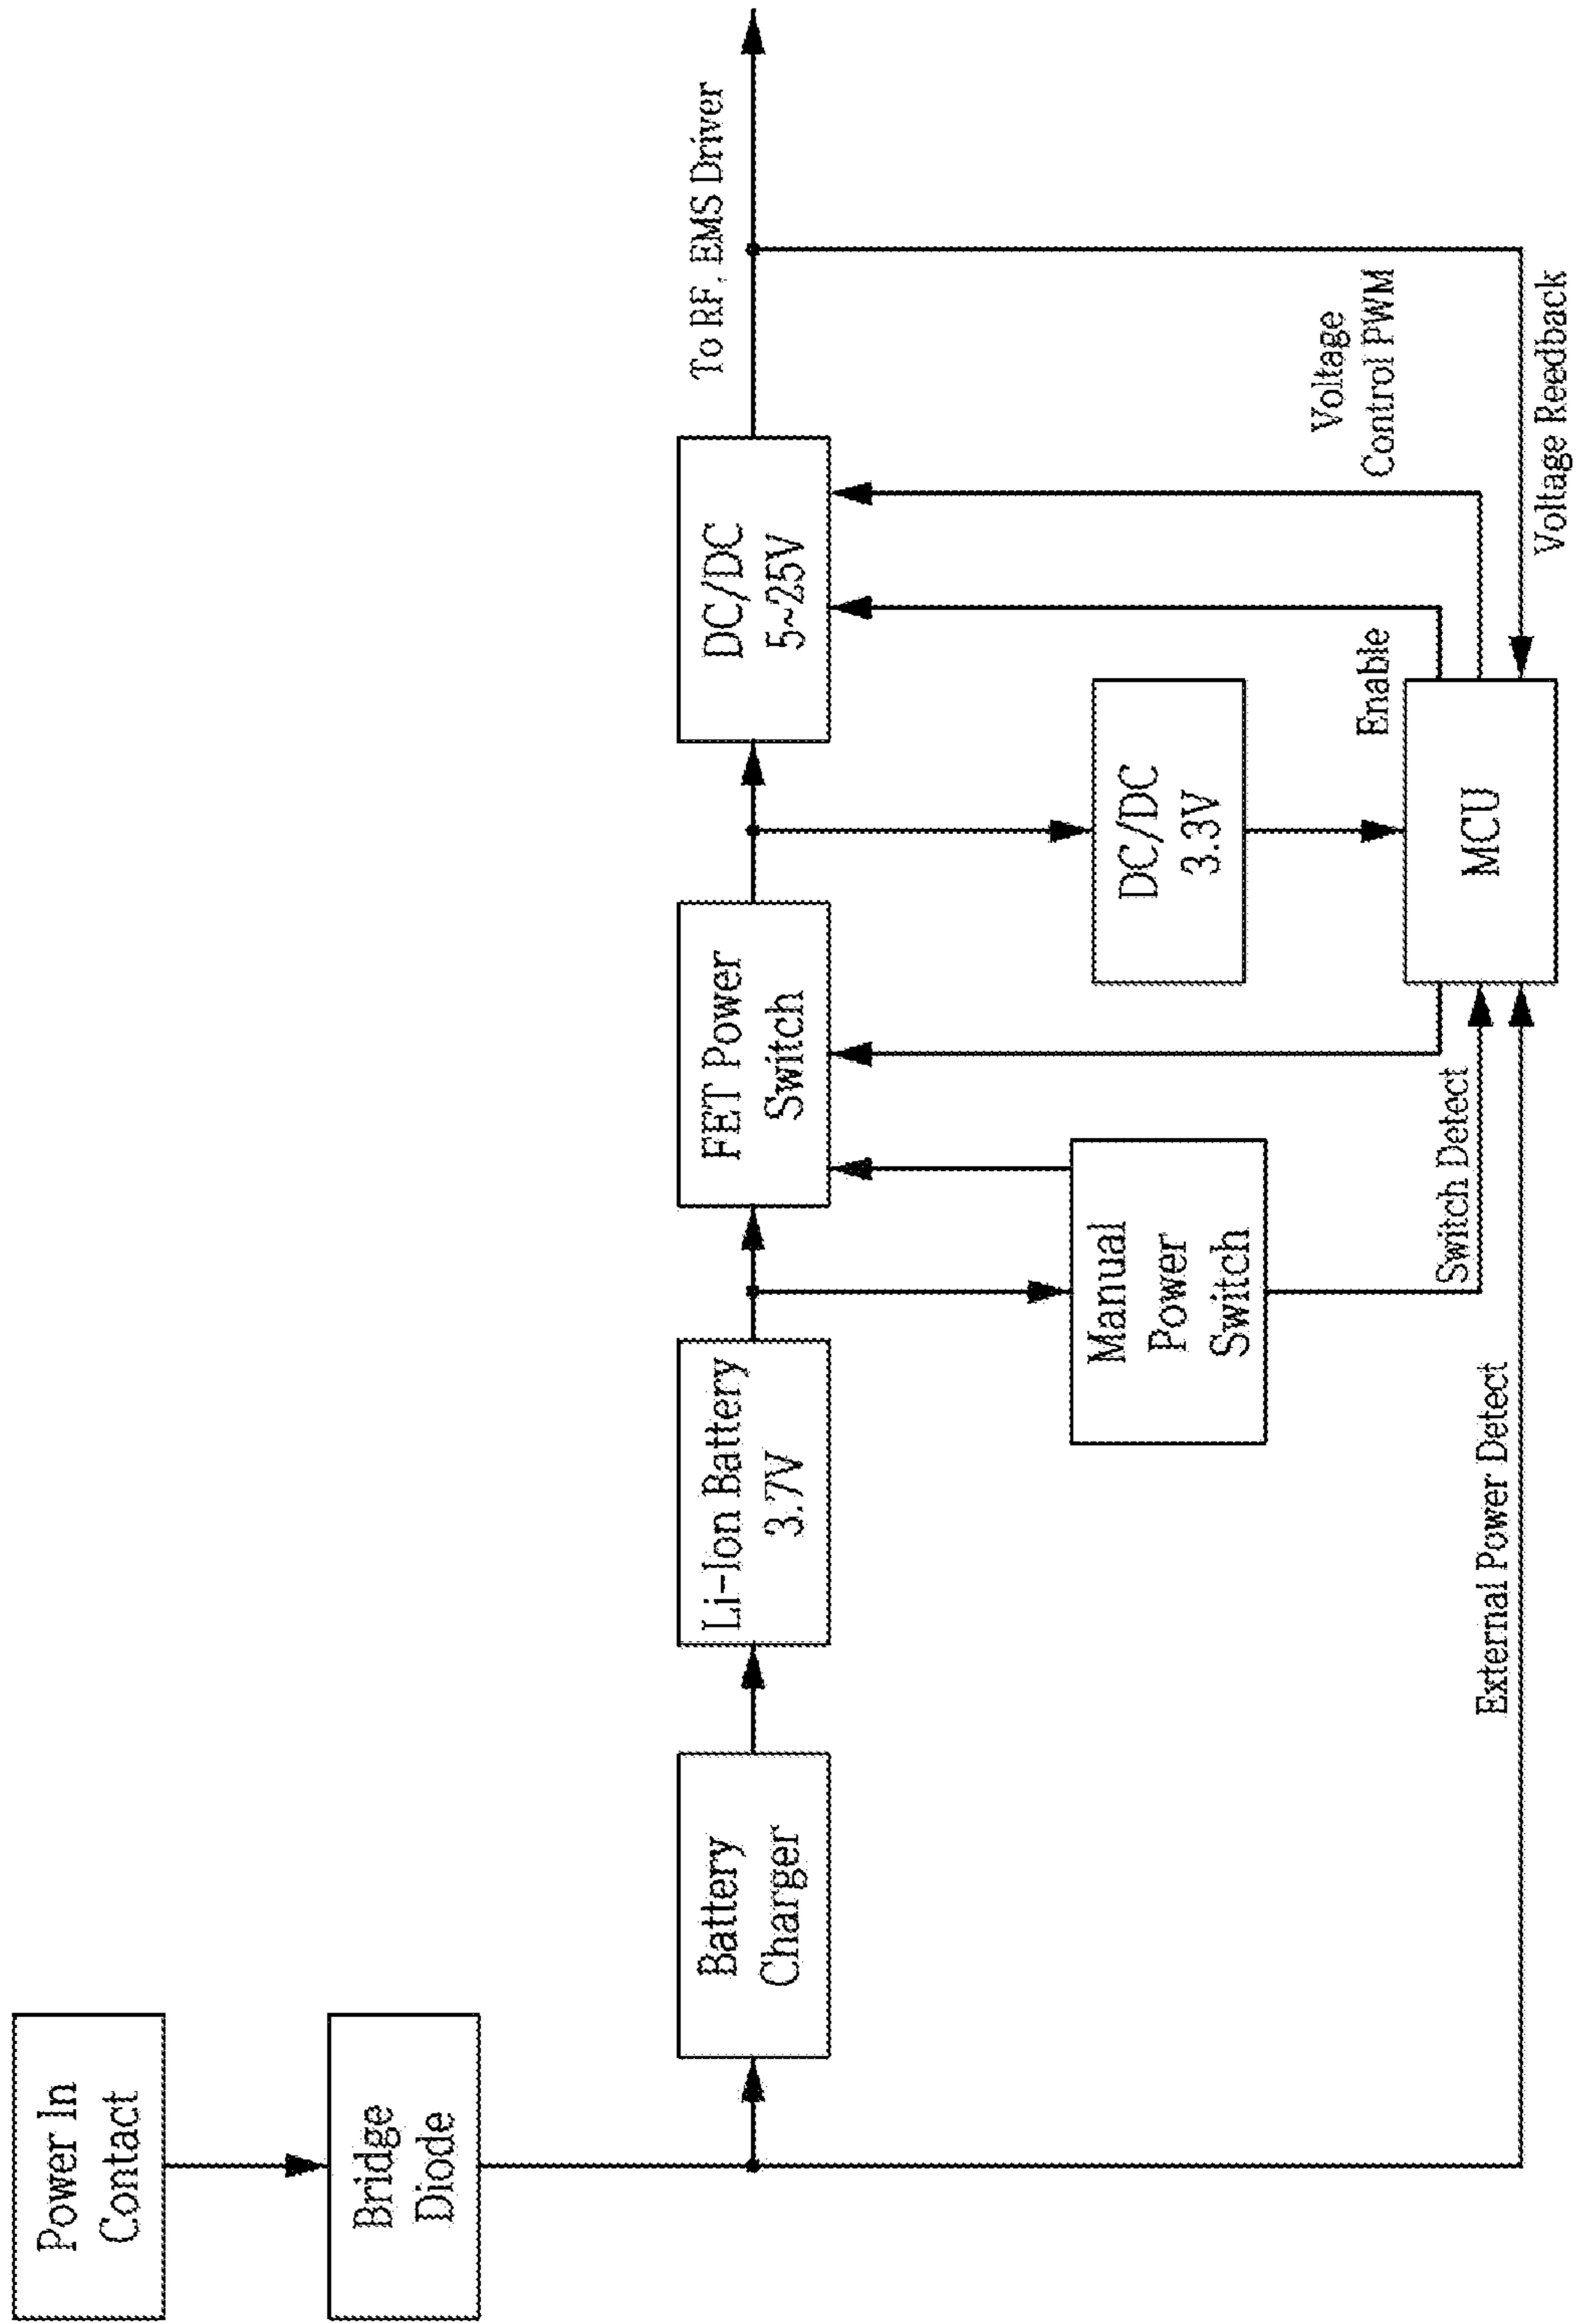 Power In
Contact
Bridge
Diode
Battery
Charger
Li-Ion Battery
3.7V
FET Power
Switch
DC/DC
5~25V
To RF, EMS Driver
Manual
Power
Switch
DC/DC
3.3V
MCU
Enable
Voltage
Control PWM
Voltage Reedback
Switch Detect
External Power Detect